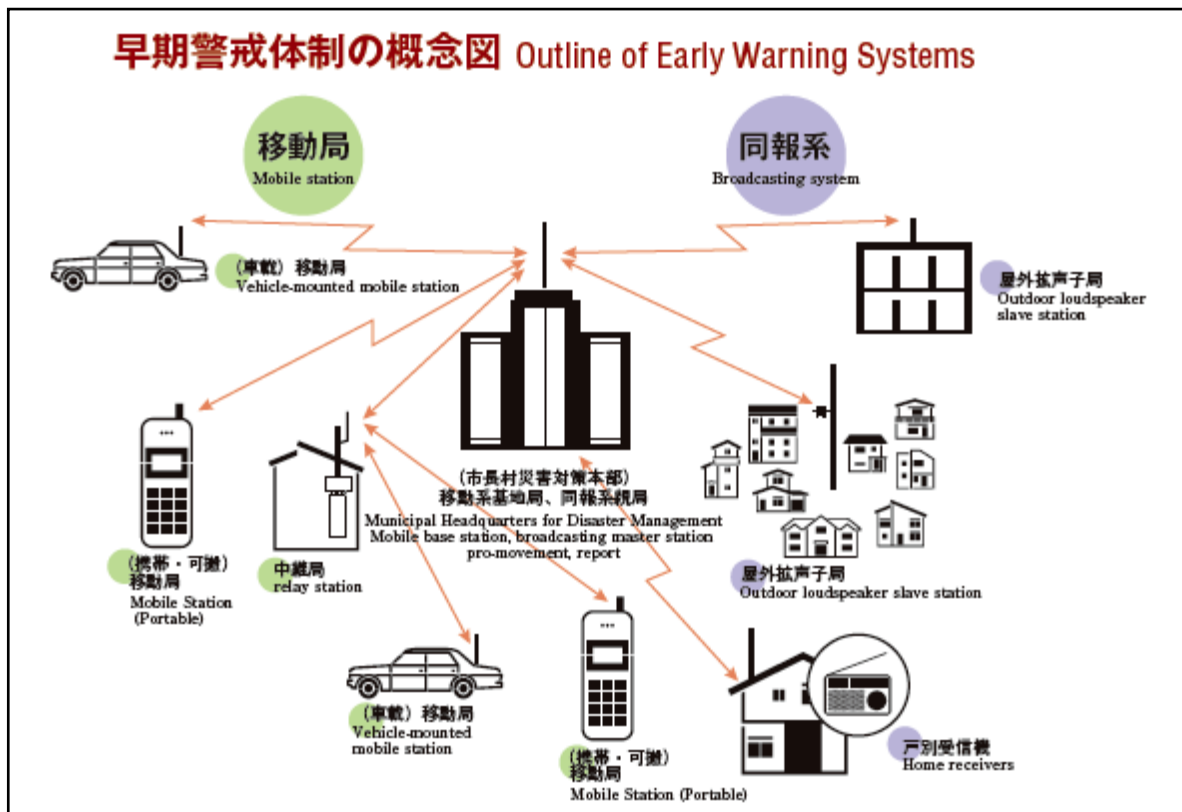 早期警戒体制の概念図 Outline of Early Warning Systems
移動局
Mobile station
同報系
Broadcasting system
(車載) 移動局
Vehicle-mounted mobile station
屋外拡声子局
Outdoor loudspeaker
slave station
(市長村災害対策本部)
移動系基地局、同報系親局
Municipal Headquarters for Disaster Management
Mobile base station, broadcasting master station
pro-movement, report
(携帯・可搬)
移動局
Mobile Station
(Portable)
中継局
relay station
屋外拡声子局
Outdoor loudspeaker slave station
(車載) 移動局
Vehicle-mounted
mobile station
(携帯・可搬)
移動局
Mobile Station (Portable)
戸別受信機
Home receivers